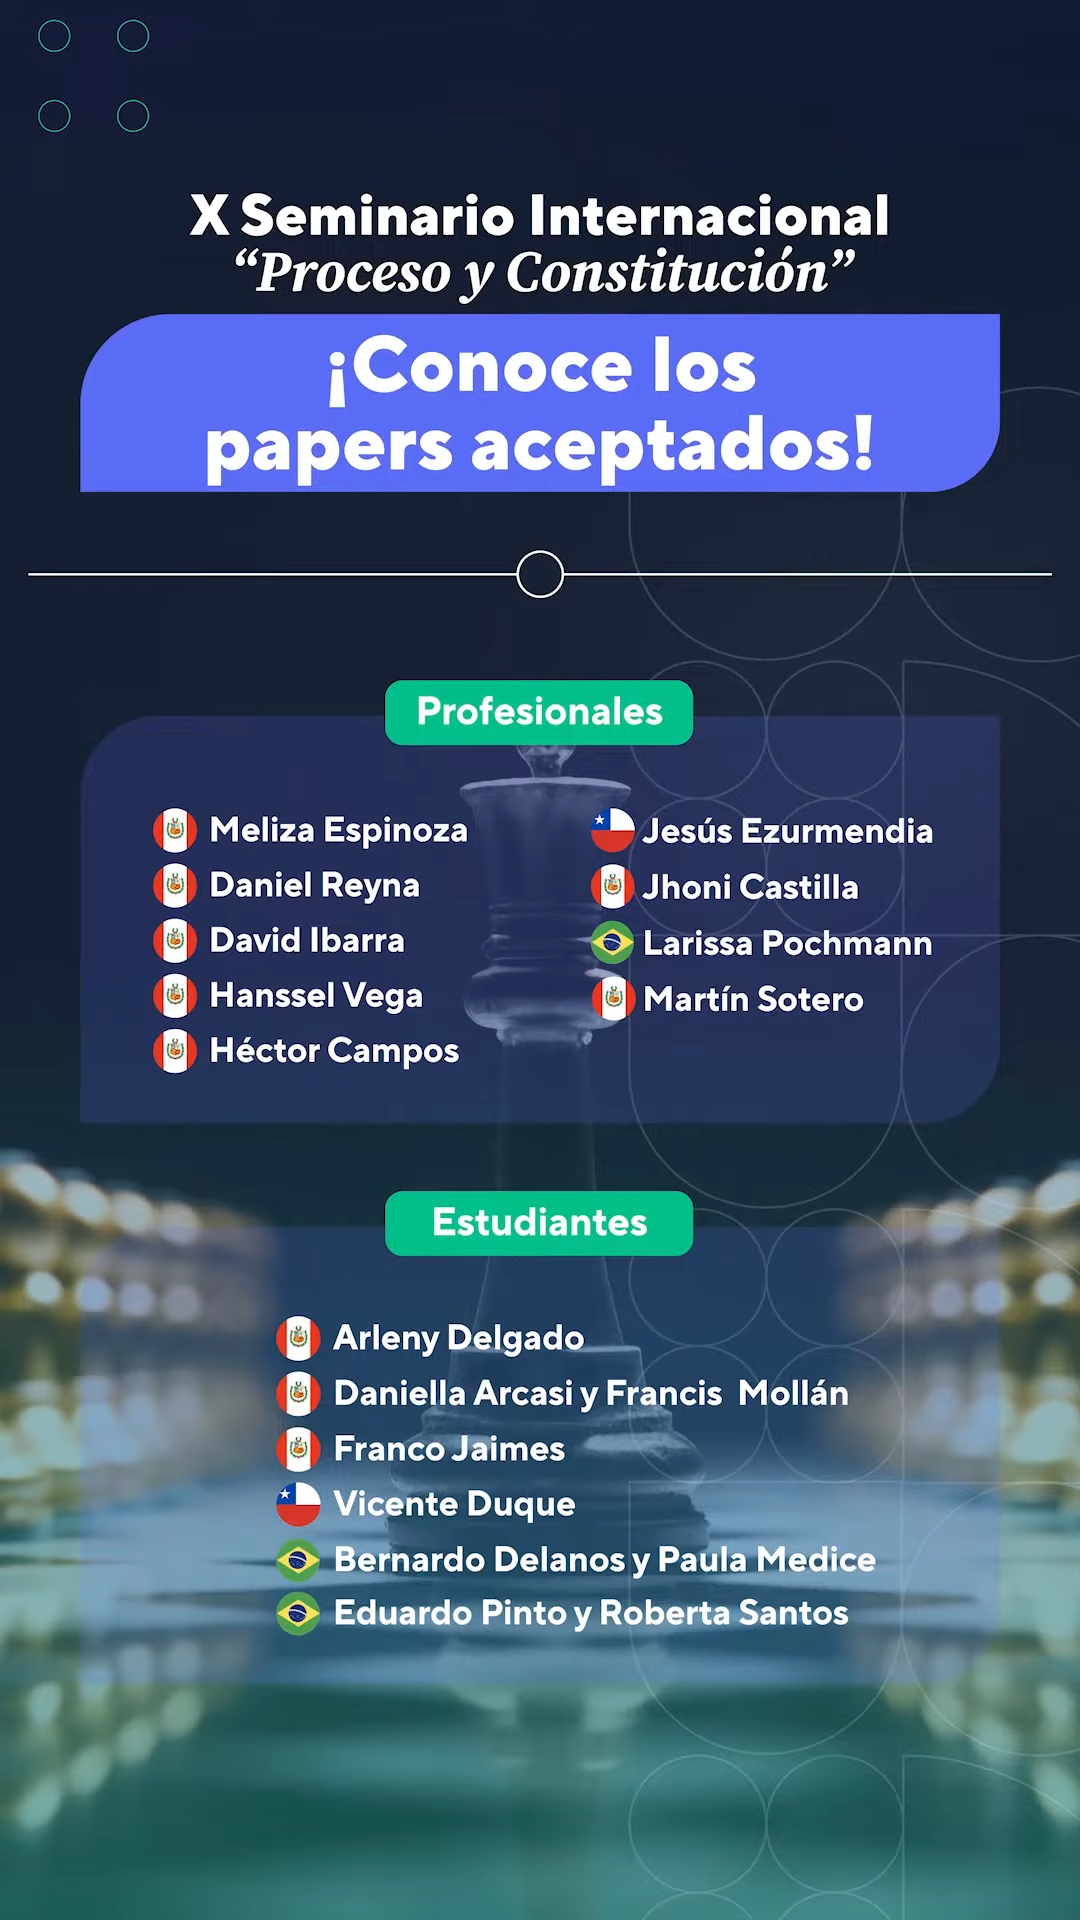 X Seminario Internacional
“Proceso y Constitución”
¡Conoce los
papers aceptados!
Profesionales
Meliza Espinoza
Daniel Reyna
David Ibarra
Hanssel Vega
Héctor Campos
Jesús Ezurmendia
Jhoni Castilla
Larissa Pochmann
Martín Sotero
Estudiantes
Arleny Delgado
Daniella Arcasi y Francis Mollán
Franco Jaimes
Vicente Duque
Bernardo Delanos y Paula Medice
Eduardo Pinto y Roberta Santos